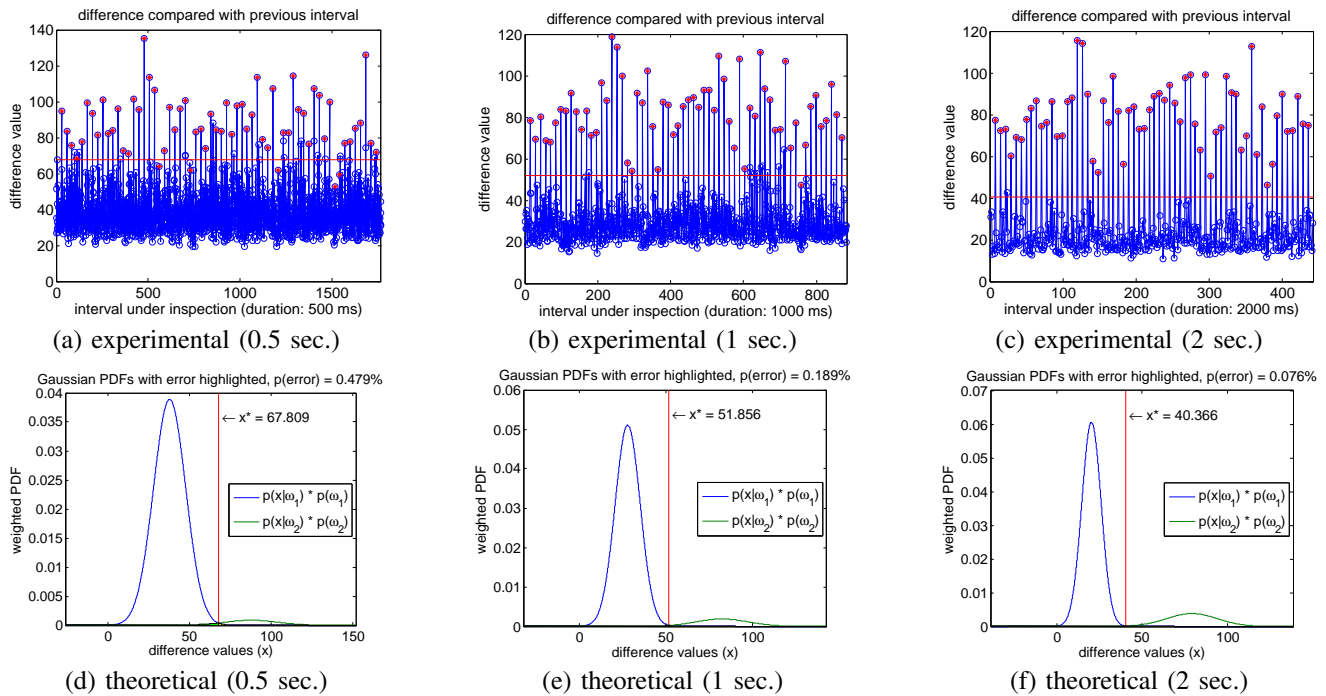 difference compared with previous interval
140
120
100
80
60
40
20
0
difference value
0 500 1000 1500
interval under inspection (duration: 500 ms)
(a) experimental (0.5 sec.)
difference compared with previous interval
120
100
80
60
40
20
0
difference value
0 200 400 600 800
interval under inspection (duration: 1000 ms)
(b) experimental (1 sec.)
difference compared with previous interval
120
100
80
60
40
20
0
difference value
0 100 200 300 400
interval under inspection (duration: 2000 ms)
(c) experimental (2 sec.)
Gaussian PDFs with error highlighted, p(error) = 0.479%
0.04
0.035
0.03
0.025
0.02
0.015
0.01
0.005
0
weighted PDF
← x* = 67.809
p(x|ω₁) * p(ω₁)
p(x|ω₂) * p(ω₂)
0 50 100 150
difference values (x)
(d) theoretical (0.5 sec.)
Gaussian PDFs with error highlighted, p(error) = 0.189%
0.06
0.05
0.04
0.03
0.02
0.01
0
weighted PDF
← x* = 51.856
p(x|ω₁) * p(ω₁)
p(x|ω₂) * p(ω₂)
0 50 100
difference values (x)
(e) theoretical (1 sec.)
Gaussian PDFs with error highlighted, p(error) = 0.076%
0.07
0.06
0.05
0.04
0.03
0.02
0.01
0
weighted PDF
← x* = 40.366
p(x|ω₁) * p(ω₁)
p(x|ω₂) * p(ω₂)
0 50 100
difference values (x)
(f) theoretical (2 sec.)